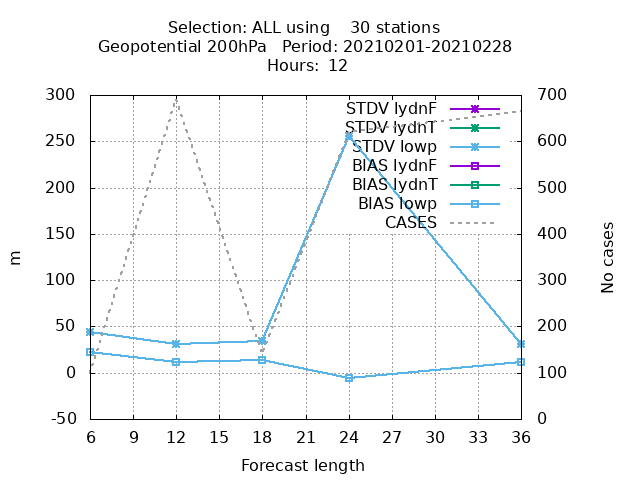 Selection: ALL using    30 stations
Geopotential 200hPa   Period: 20210201-20210228
Hours:  12
300
250
200
150
100
50
0
-50
m
700
600
500
400
300
200
100
0
No cases
STDV lydnF
STDV lydnT
STDV lowp
BIAS lydnF
BIAS lydnT
BIAS lowp
CASES
6 9 12 15 18 21 24 27 30 33 36
Forecast length